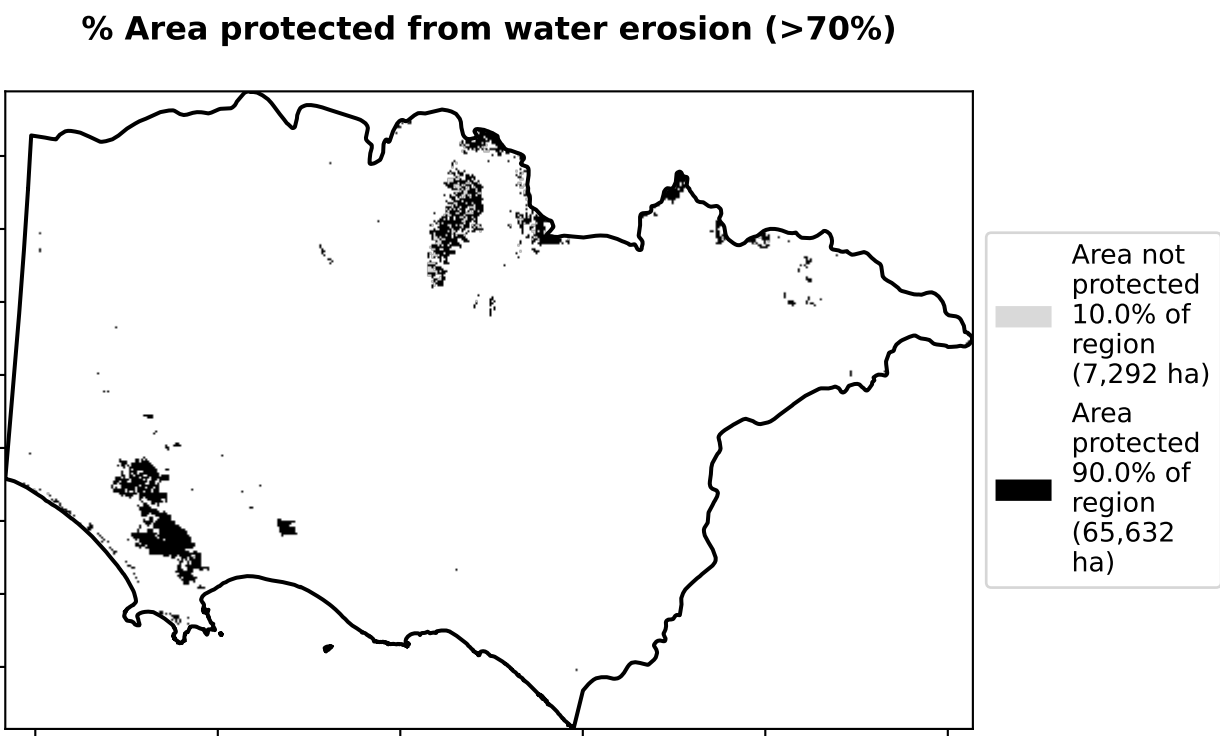 % Area protected from water erosion (>70%)
Area not
protected
10.0% of
region
(7,292 ha)
Area
protected
90.0% of
region
(65,632
ha)